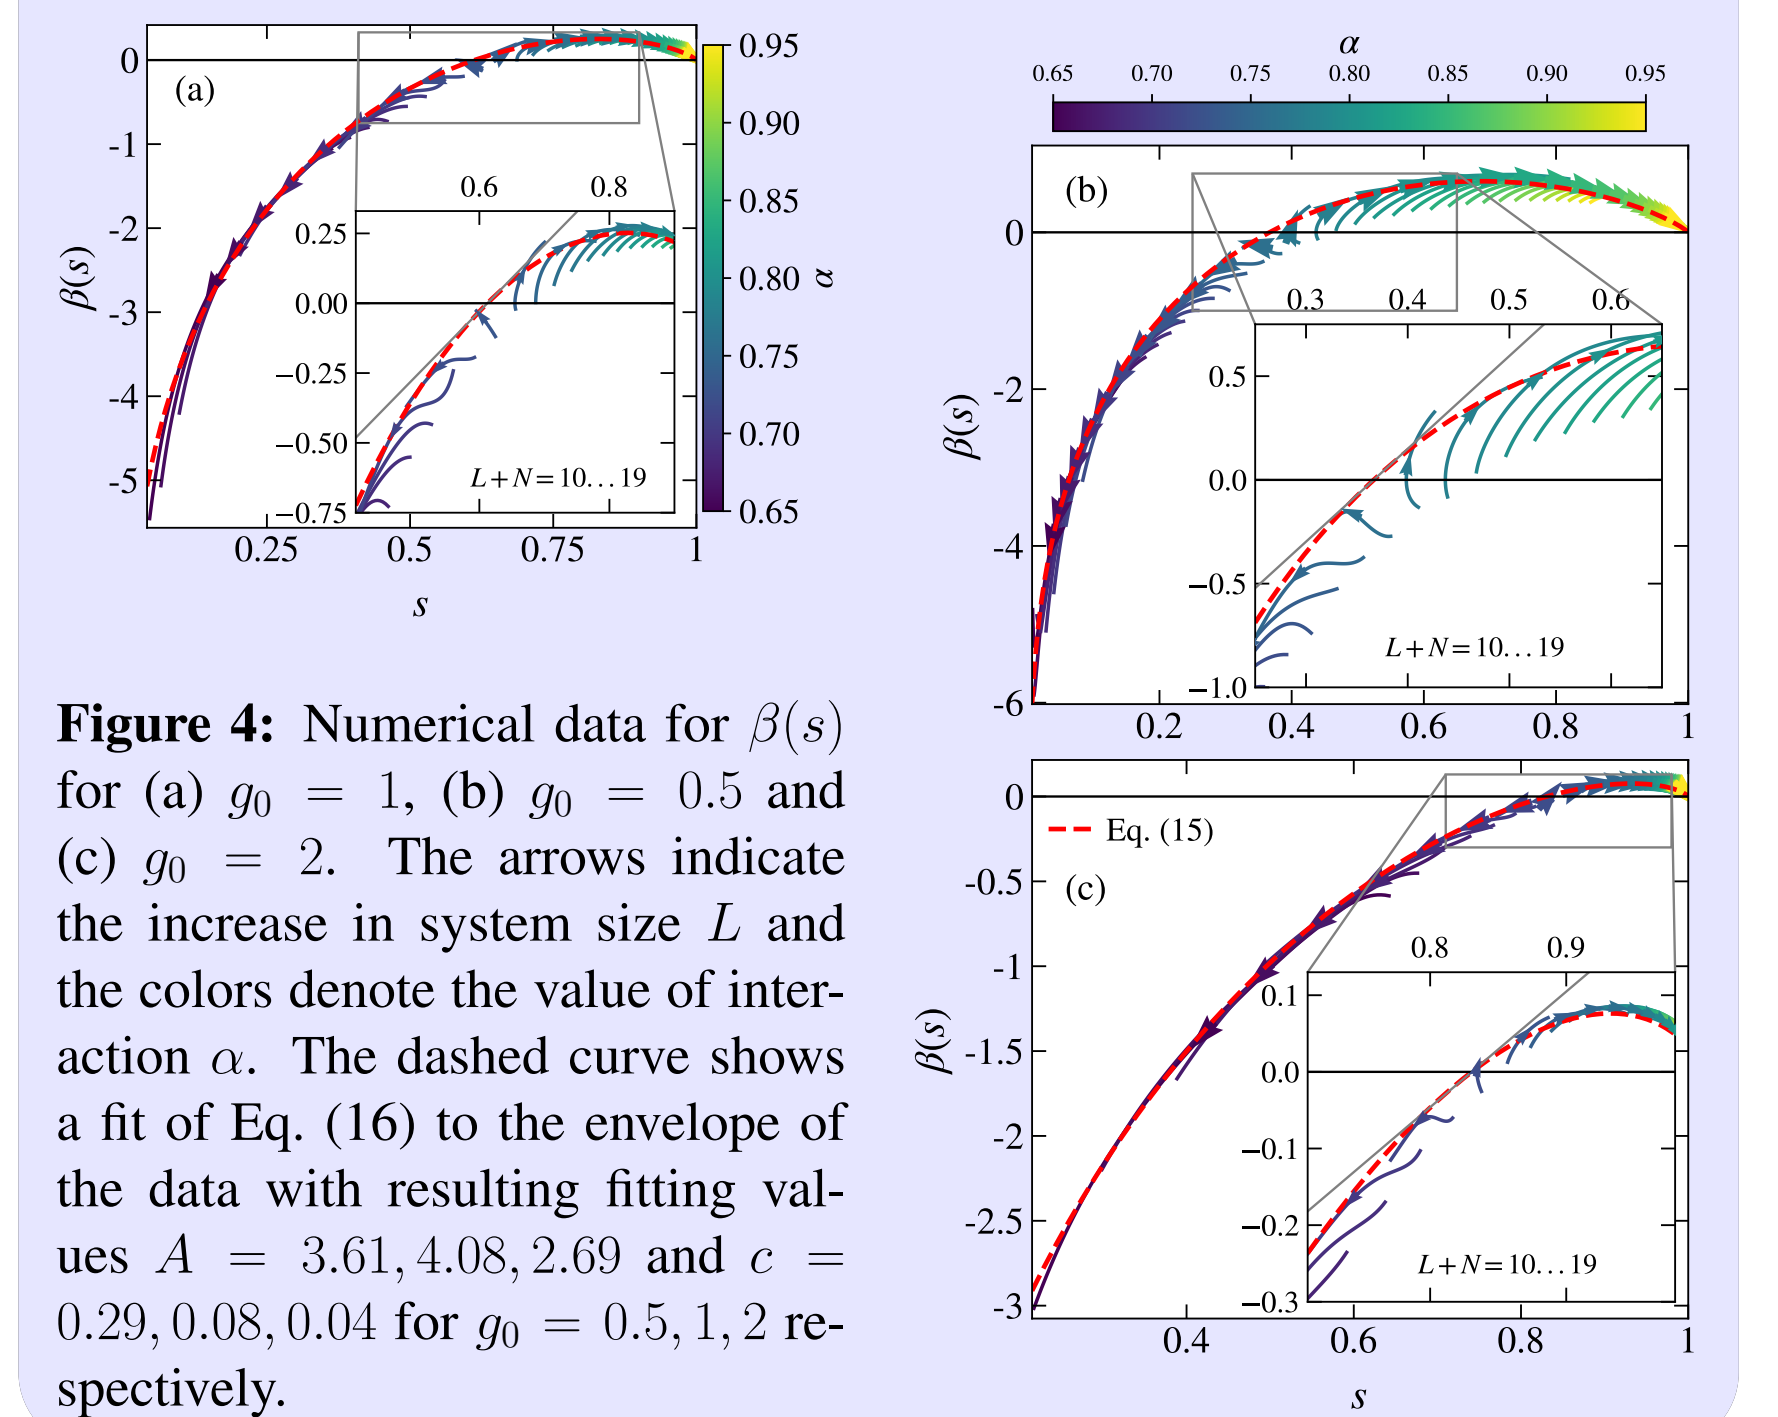 0
-1
-2
-3
-4
-5
β(s)
(a)
0.25
0.5
0.75
1
s
0.6
0.8
0.25
0.00
−0.25
−0.50
−0.75
L+N=10…19
0.95
0.90
0.85
0.80
0.75
0.70
0.65
α
α
0.65
0.70
0.75
0.80
0.85
0.90
0.95
(b)
0
-2
-4
-6
β(s)
0.3
0.4
0.5
0.6
0.5
0.0
−0.5
−1.0
L+N=10…19
0.2
0.4
0.6
0.8
1
Figure 4: Numerical data for β(s)
for (a) g₀ = 1, (b) g₀ = 0.5 and
(c) g₀ = 2. The arrows indicate
the increase in system size L and
the colors denote the value of inter-
action α. The dashed curve shows
a fit of Eq. (16) to the envelope of
the data with resulting fitting val-
ues A = 3.61, 4.08, 2.69 and c =
0.29, 0.08, 0.04 for g₀ = 0.5, 1, 2 re-
spectively.
0
-0.5
-1
-1.5
-2
-2.5
-3
β(s)
Eq. (15)
(c)
0.8
0.9
0.1
0.0
−0.1
−0.2
−0.3
L+N=10…19
0.4
0.6
0.8
1
s